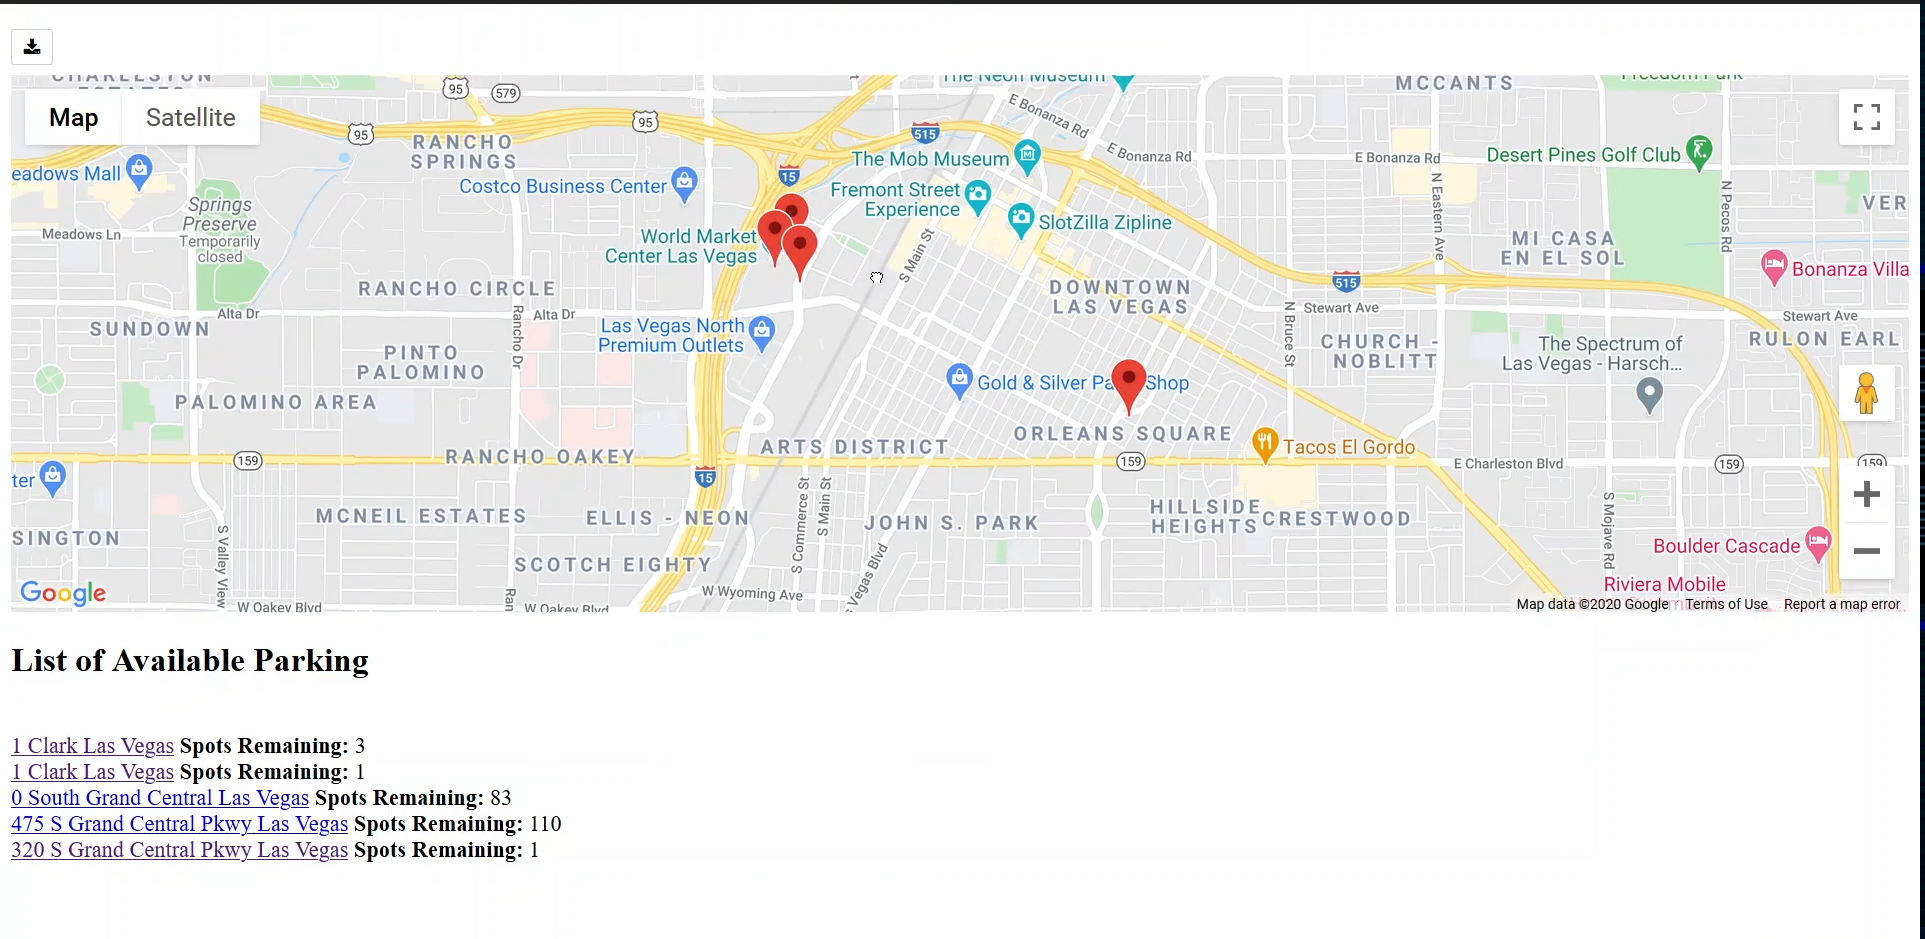 CHARLESTON
ESTATES
95
579
The Neon Museum
MCCANTS
Freedom Park
Map
Satellite
95
RANCHO
SPRINGS
95
515
E Bonanza Rd
E Bonanza Rd
E Bonanza Rd
The Mob Museum
Desert Pines Golf Club
eadows Mall
Costco Business Center
15
Fremont Street
Experience
SlotZilla Zipline
N Eastern Ave
N Pecos Rd
VER
Springs
Preserve
Temporarily
closed
Meadows Ln
World Market
Center Las Vegas
S Main St
MI CASA
EN EL SOL
Bonanza Villa
RANCHO CIRCLE
DOWNTOWN
LAS VEGAS
515
Alta Dr
Alta Dr
Rancho Dr
SUNDOWN
Las Vegas North
Premium Outlets
N Bruce St
Stewart Ave
Stewart Ave
CHURCH -
NOBLITT
The Spectrum of
Las Vegas - Harsch...
RULON EARL
PINTO
PALOMINO
Gold & Silver Pa Shop
PALOMINO AREA
ORLEANS SQUARE
ARTS DISTRICT
Tacos El Gordo
159
RANCHO OAKEY
159
E Charleston Blvd
159
159
ter
15
S Commerce St
S Main St
S Mojave Rd
MCNEIL ESTATES
ELLIS - NEON
JOHN S. PARK
HILLSIDE
HEIGHTS
CRESTWOOD
SINGTON
S Valley View
SCOTCH EIGHTY
Vegas Blvd
Boulder Cascade
Riviera Mobile
Google
W Oakey Blvd
Ran
W Oakey Blvd
W Wyoming Ave
Map data ©2020 Google
Terms of Use
Report a map error
List of Available Parking
1 Clark Las Vegas Spots Remaining: 3
1 Clark Las Vegas Spots Remaining: 1
0 South Grand Central Las Vegas Spots Remaining: 83
475 S Grand Central Pkwy Las Vegas Spots Remaining: 110
320 S Grand Central Pkwy Las Vegas Spots Remaining: 1